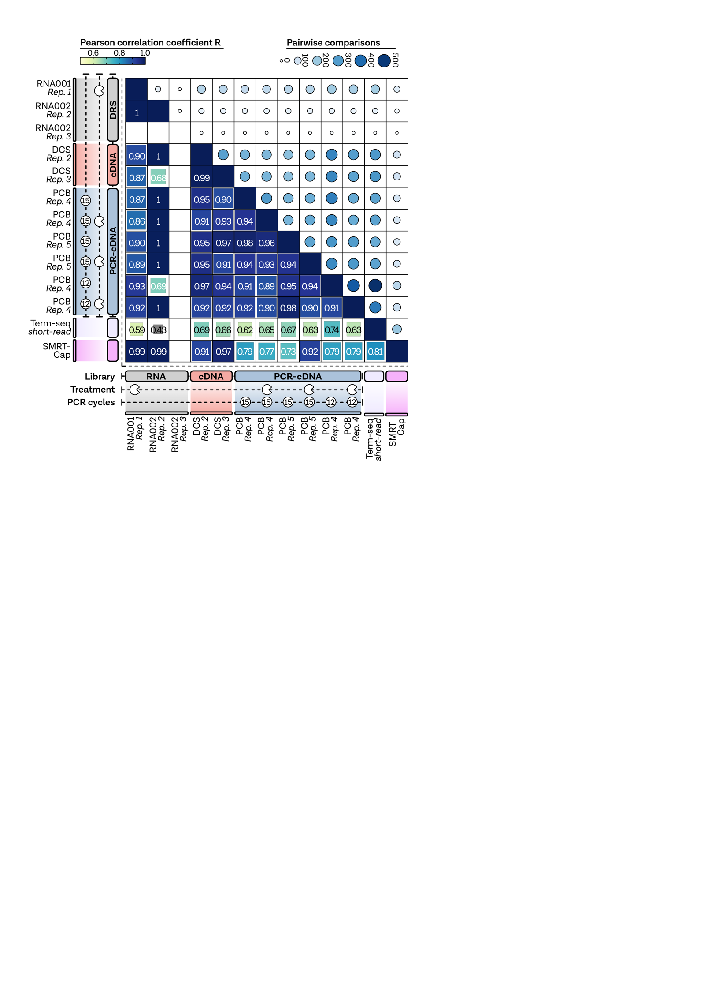 Pearson correlation coefficient R
0.6 0.8 1.0
Pairwise comparisons
0 100 200 300 400 500
RNA001
Rep. 1
RNA002
Rep. 2
1
RNA002
Rep. 3
DRS
DCS
Rep. 2
0.90 1
DCS
Rep. 3
0.87 0.68 0.99
cDNA
PCB
Rep. 4
15
0.87 1 0.95 0.90
PCB
Rep. 4
15
0.86 1 0.91 0.93 0.94
PCB
Rep. 5
15
0.90 1 0.95 0.97 0.98 0.96
PCB
Rep. 5
15
0.89 1 0.95 0.91 0.94 0.93 0.94
PCB
Rep. 4
12
0.93 0.69 0.97 0.94 0.91 0.89 0.95 0.94
PCB
Rep. 4
12
0.92 1 0.92 0.92 0.92 0.90 0.98 0.90 0.91
PCR-cDNA
Term-seq
short-read
0.59 0.43 0.69 0.66 0.62 0.65 0.67 0.63 0.74 0.63
SMRT-
Cap
0.99 0.99 0.91 0.97 0.79 0.77 0.73 0.92 0.79 0.79 0.81
Library RNA cDNA PCR-cDNA
Treatment
PCR cycles 15 15 15 15 12 12
RNA001
Rep. 1
RNA002
Rep. 2
RNA002
Rep. 3
DCS
Rep. 2
DCS
Rep. 3
PCB
Rep. 4
PCB
Rep. 4
PCB
Rep. 5
PCB
Rep. 5
PCB
Rep. 4
PCB
Rep. 4
Term-seq
short-read
SMRT-
Cap